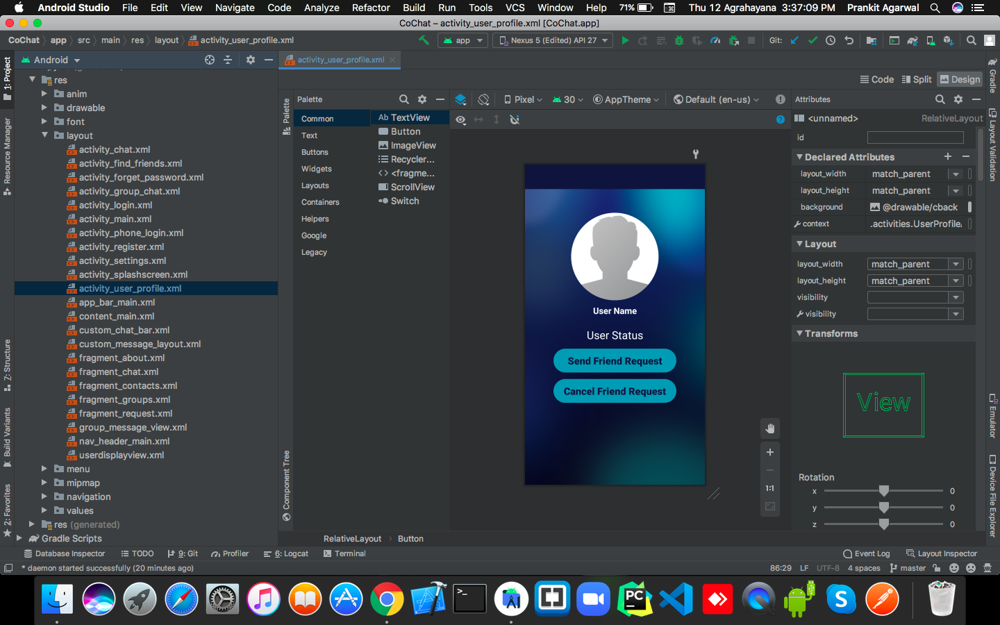 Android Studio File Edit View Navigate Code Analyze Refactor Build Run Tools VCS Window Help 71% Thu 12 Agrahayana 3:37:09 PM Prankit Agarwal
CoChat – activity_user_profile.xml [CoChat.app]
CoChat app src main res layout activity_user_profile.xml app Nexus 5 (Edited) API 27 Git:
Android
activity_user_profile.xml
Code Split Design
1: Project
Resource Manager
Z: Structure
Build Variants
2: Favorites
res
anim
drawable
font
layout
activity_chat.xml
activity_find_friends.xml
activity_forget_password.xml
activity_group_chat.xml
activity_login.xml
activity_main.xml
activity_phone_login.xml
activity_register.xml
activity_settings.xml
activity_splashscreen.xml
activity_user_profile.xml
app_bar_main.xml
content_main.xml
custom_chat_bar.xml
custom_message_layout.xml
fragment_about.xml
fragment_chat.xml
fragment_contacts.xml
fragment_groups.xml
fragment_request.xml
group_message_view.xml
nav_header_main.xml
userdisplayview.xml
menu
mipmap
navigation
values
res (generated)
Gradle Scripts
Palette
Component Tree
Palette
Common
Text
Buttons
Widgets
Layouts
Containers
Helpers
Google
Legacy
Ab TextView
Button
ImageView
Recycler...
<fragme...
ScrollView
Switch
Pixel 30 AppTheme Default (en-us)
User Name
User Status
Send Friend Request
Cancel Friend Request
1:1
Attributes
<unnamed> RelativeLayout
id
Declared Attributes
layout_width match_parent
layout_height match_parent
background @drawable/cback
context .activities.UserProfile
Layout
layout_width match_parent
layout_height match_parent
visibility
visibility
Transforms
View
Rotation
x 0
y 0
z 0
Gradle
Layout Validation
Emulator
Device File Explorer
RelativeLayout Button
Database Inspector TODO 9: Git Profiler 6: Logcat Terminal Event Log Layout Inspector
* daemon started successfully (20 minutes ago) 86:29 LF UTF-8 4 spaces master
>_
PC